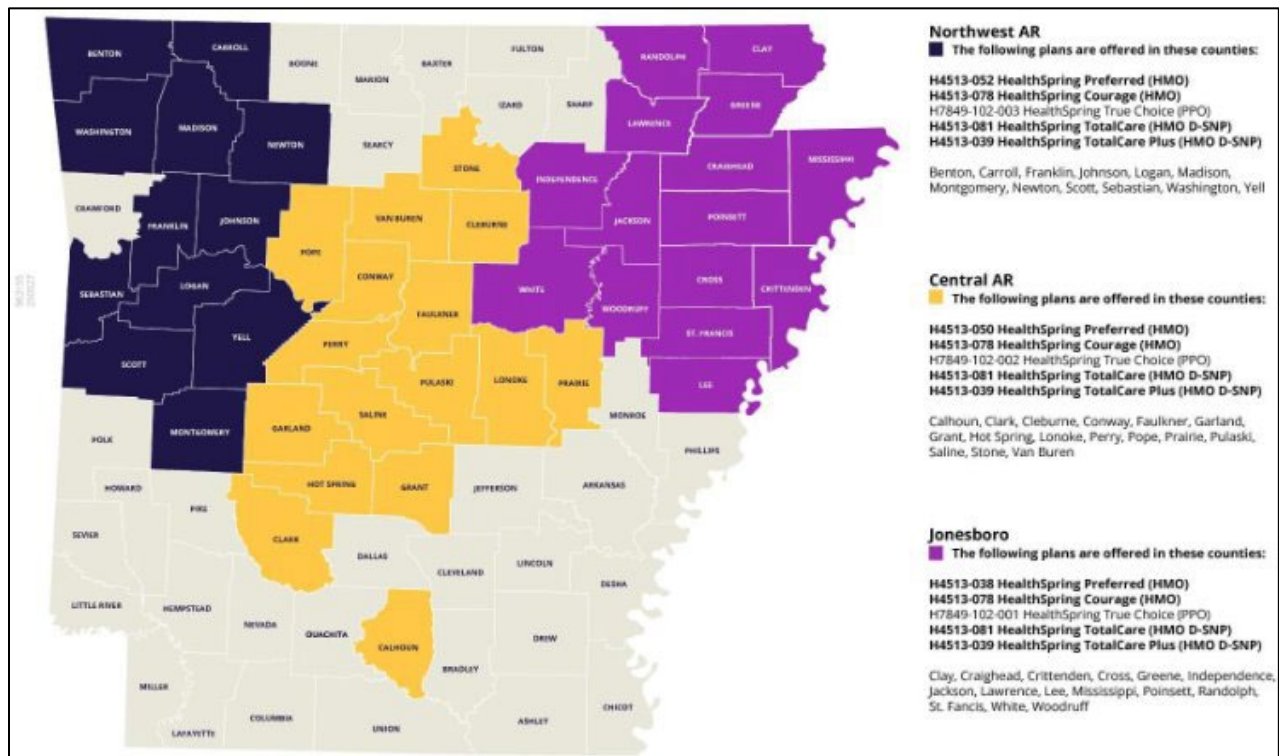 BENTON
CARROLL
BOONE
MARION
BAXTER
FULTON
IZARD
SHARP
RANDOLPH
CLAY
GREENE
LAWRENCE
WASHINGTON
MADISON
NEWTON
SEARCY
STONE
INDEPENDENCE
CRAIGHEAD
MISSISSIPPI
CRAWFORD
FRANKLIN
JOHNSON
POPE
VAN BUREN
CLEBURNE
JACKSON
POINSETT
SEBASTIAN
LOGAN
CONWAY
FAULKNER
WHITE
WOODRUFF
CROSS
CRITTENDEN
SCOTT
YELL
PERRY
PULASKI
LONOKE
PRAIRIE
ST. FRANCIS
LEE
MONROE
PHILLIPS
POLK
MONTGOMERY
GARLAND
SALINE
HOWARD
PIKE
HOT SPRING
GRANT
JEFFERSON
ARKANSAS
SEVIER
CLARK
DALLAS
CLEVELAND
LINCOLN
DESHA
LITTLE RIVER
HEMPSTEAD
NEVADA
OUACHITA
CALHOUN
BRADLEY
DREW
MILLER
LAFAYETTE
COLUMBIA
UNION
ASHLEY
CHICOT
Northwest AR
The following plans are offered in these counties:
H4513-052 HealthSpring Preferred (HMO)
H4513-078 HealthSpring Courage (HMO)
H7849-102-003 HealthSpring True Choice (PPO)
H4513-081 HealthSpring TotalCare (HMO D-SNP)
H4513-039 HealthSpring TotalCare Plus (HMO D-SNP)
Benton, Carroll, Franklin, Johnson, Logan, Madison,
Montgomery, Newton, Scott, Sebastian, Washington, Yell
Central AR
The following plans are offered in these counties:
H4513-050 HealthSpring Preferred (HMO)
H4513-078 HealthSpring Courage (HMO)
H7849-102-002 HealthSpring True Choice (PPO)
H4513-081 HealthSpring TotalCare (HMO D-SNP)
H4513-039 HealthSpring TotalCare Plus (HMO D-SNP)
Calhoun, Clark, Cleburne, Conway, Faulkner, Garland,
Grant, Hot Spring, Lonoke, Perry, Pope, Prairie, Pulaski,
Saline, Stone, Van Buren
Jonesboro
The following plans are offered in these counties:
H4513-038 HealthSpring Preferred (HMO)
H4513-078 HealthSpring Courage (HMO)
H7849-102-001 HealthSpring True Choice (PPO)
H4513-081 HealthSpring TotalCare (HMO D-SNP)
H4513-039 HealthSpring TotalCare Plus (HMO D-SNP)
Clay, Craighead, Crittenden, Cross, Greene, Independence,
Jackson, Lawrence, Lee, Mississippi, Poinsett, Randolph,
St. Fancis, White, Woodruff